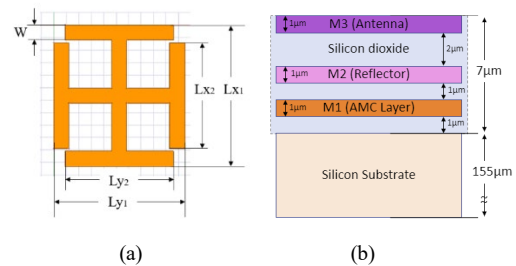 W
Lx2
Lx1
Ly2
Ly1
(a)
1μm
M3 (Antenna)
Silicon dioxide
2μm
1μm
M2 (Reflector)
7μm
1μm
1μm
M1 (AMC Layer)
1μm
Silicon Substrate
155μm
≈
(b)